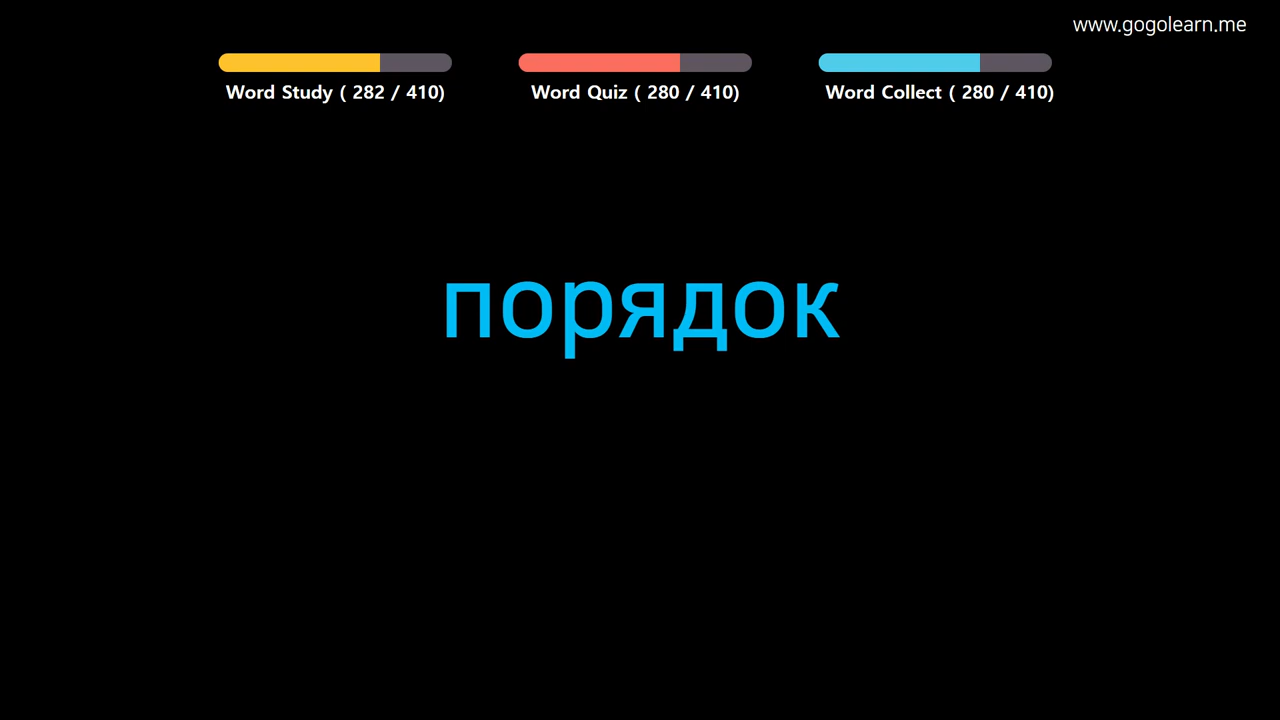 www.gogolearn.me
Word Study ( 282 / 410)
Word Quiz ( 280 / 410)
Word Collect ( 280 / 410)
порядок